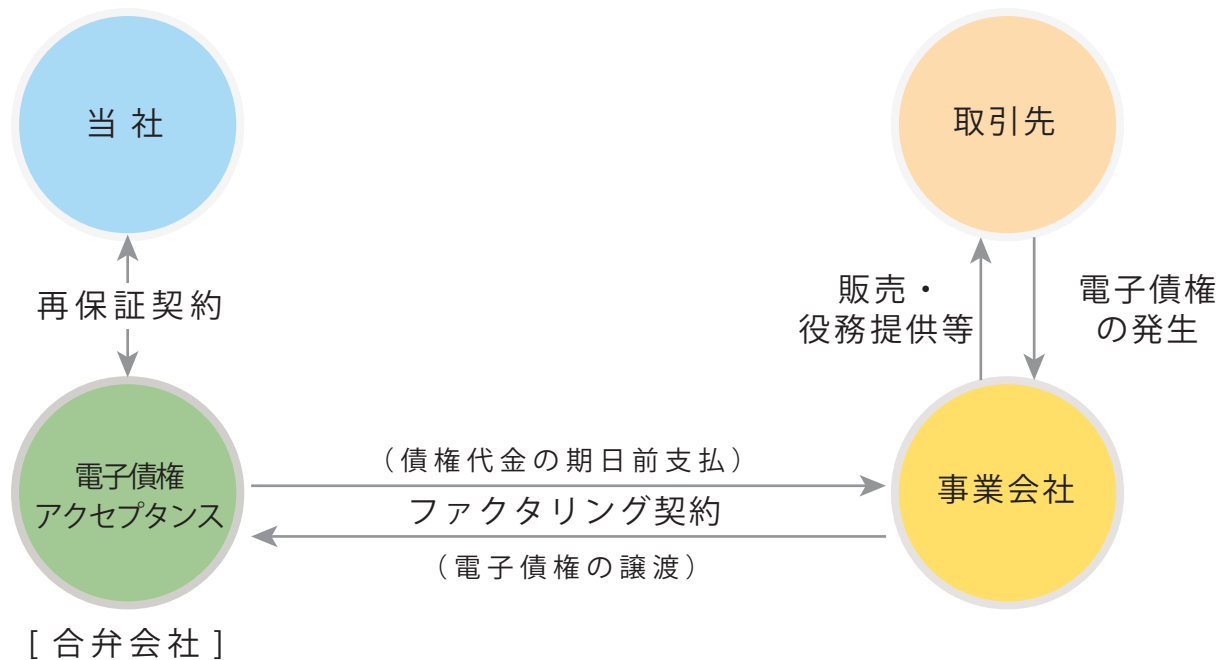 当 社
取引先
再保証契約
販売・
役務提供等
電子債権
の発生
電子債権
アクセプタンス
（債権代金の期日前支払）
ファクタリング契約
（電子債権の譲渡）
事業会社
[ 合弁会社 ]